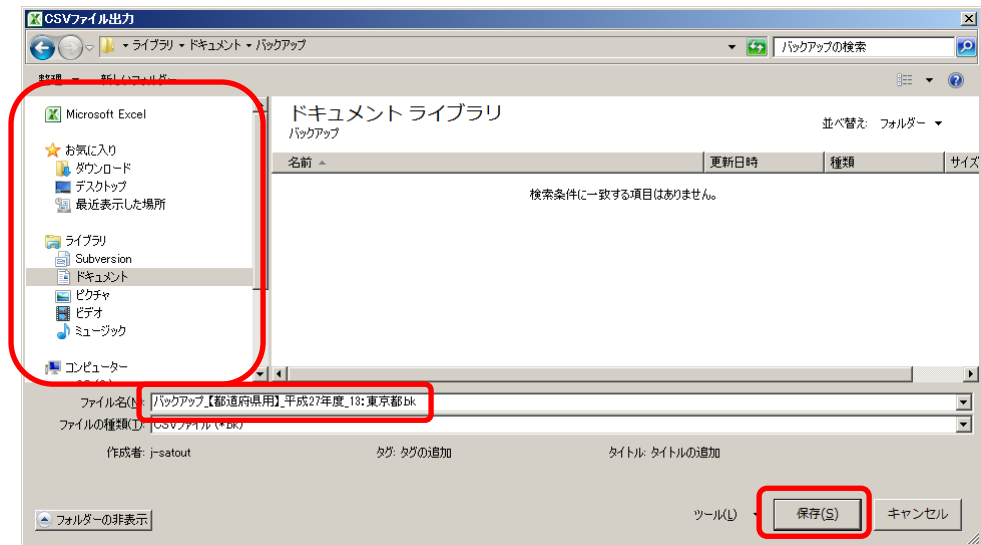 CSVファイル出力
ライブラリ ▸ ドキュメント ▸ バックアップ
バックアップの検索
整理 新しいフォルダー
Microsoft Excel
お気に入り
ダウンロード
デスクトップ
最近表示した場所
ライブラリ
Subversion
ドキュメント
ピクチャ
ビデオ
ミュージック
コンピューター
ドキュメント ライブラリ
バックアップ
並べ替え: フォルダー
名前 更新日時 種類 サイズ
検索条件に一致する項目はありません。
ファイル名(N): バックアップ_【都道府県用】_平成27年度_13:東京都.bk
ファイルの種類(T): CSVファイル (*.bk)
作成者: j-satout タグ: タグの追加 タイトル: タイトルの追加
フォルダーの非表示 ツール(L) 保存(S) キャンセル